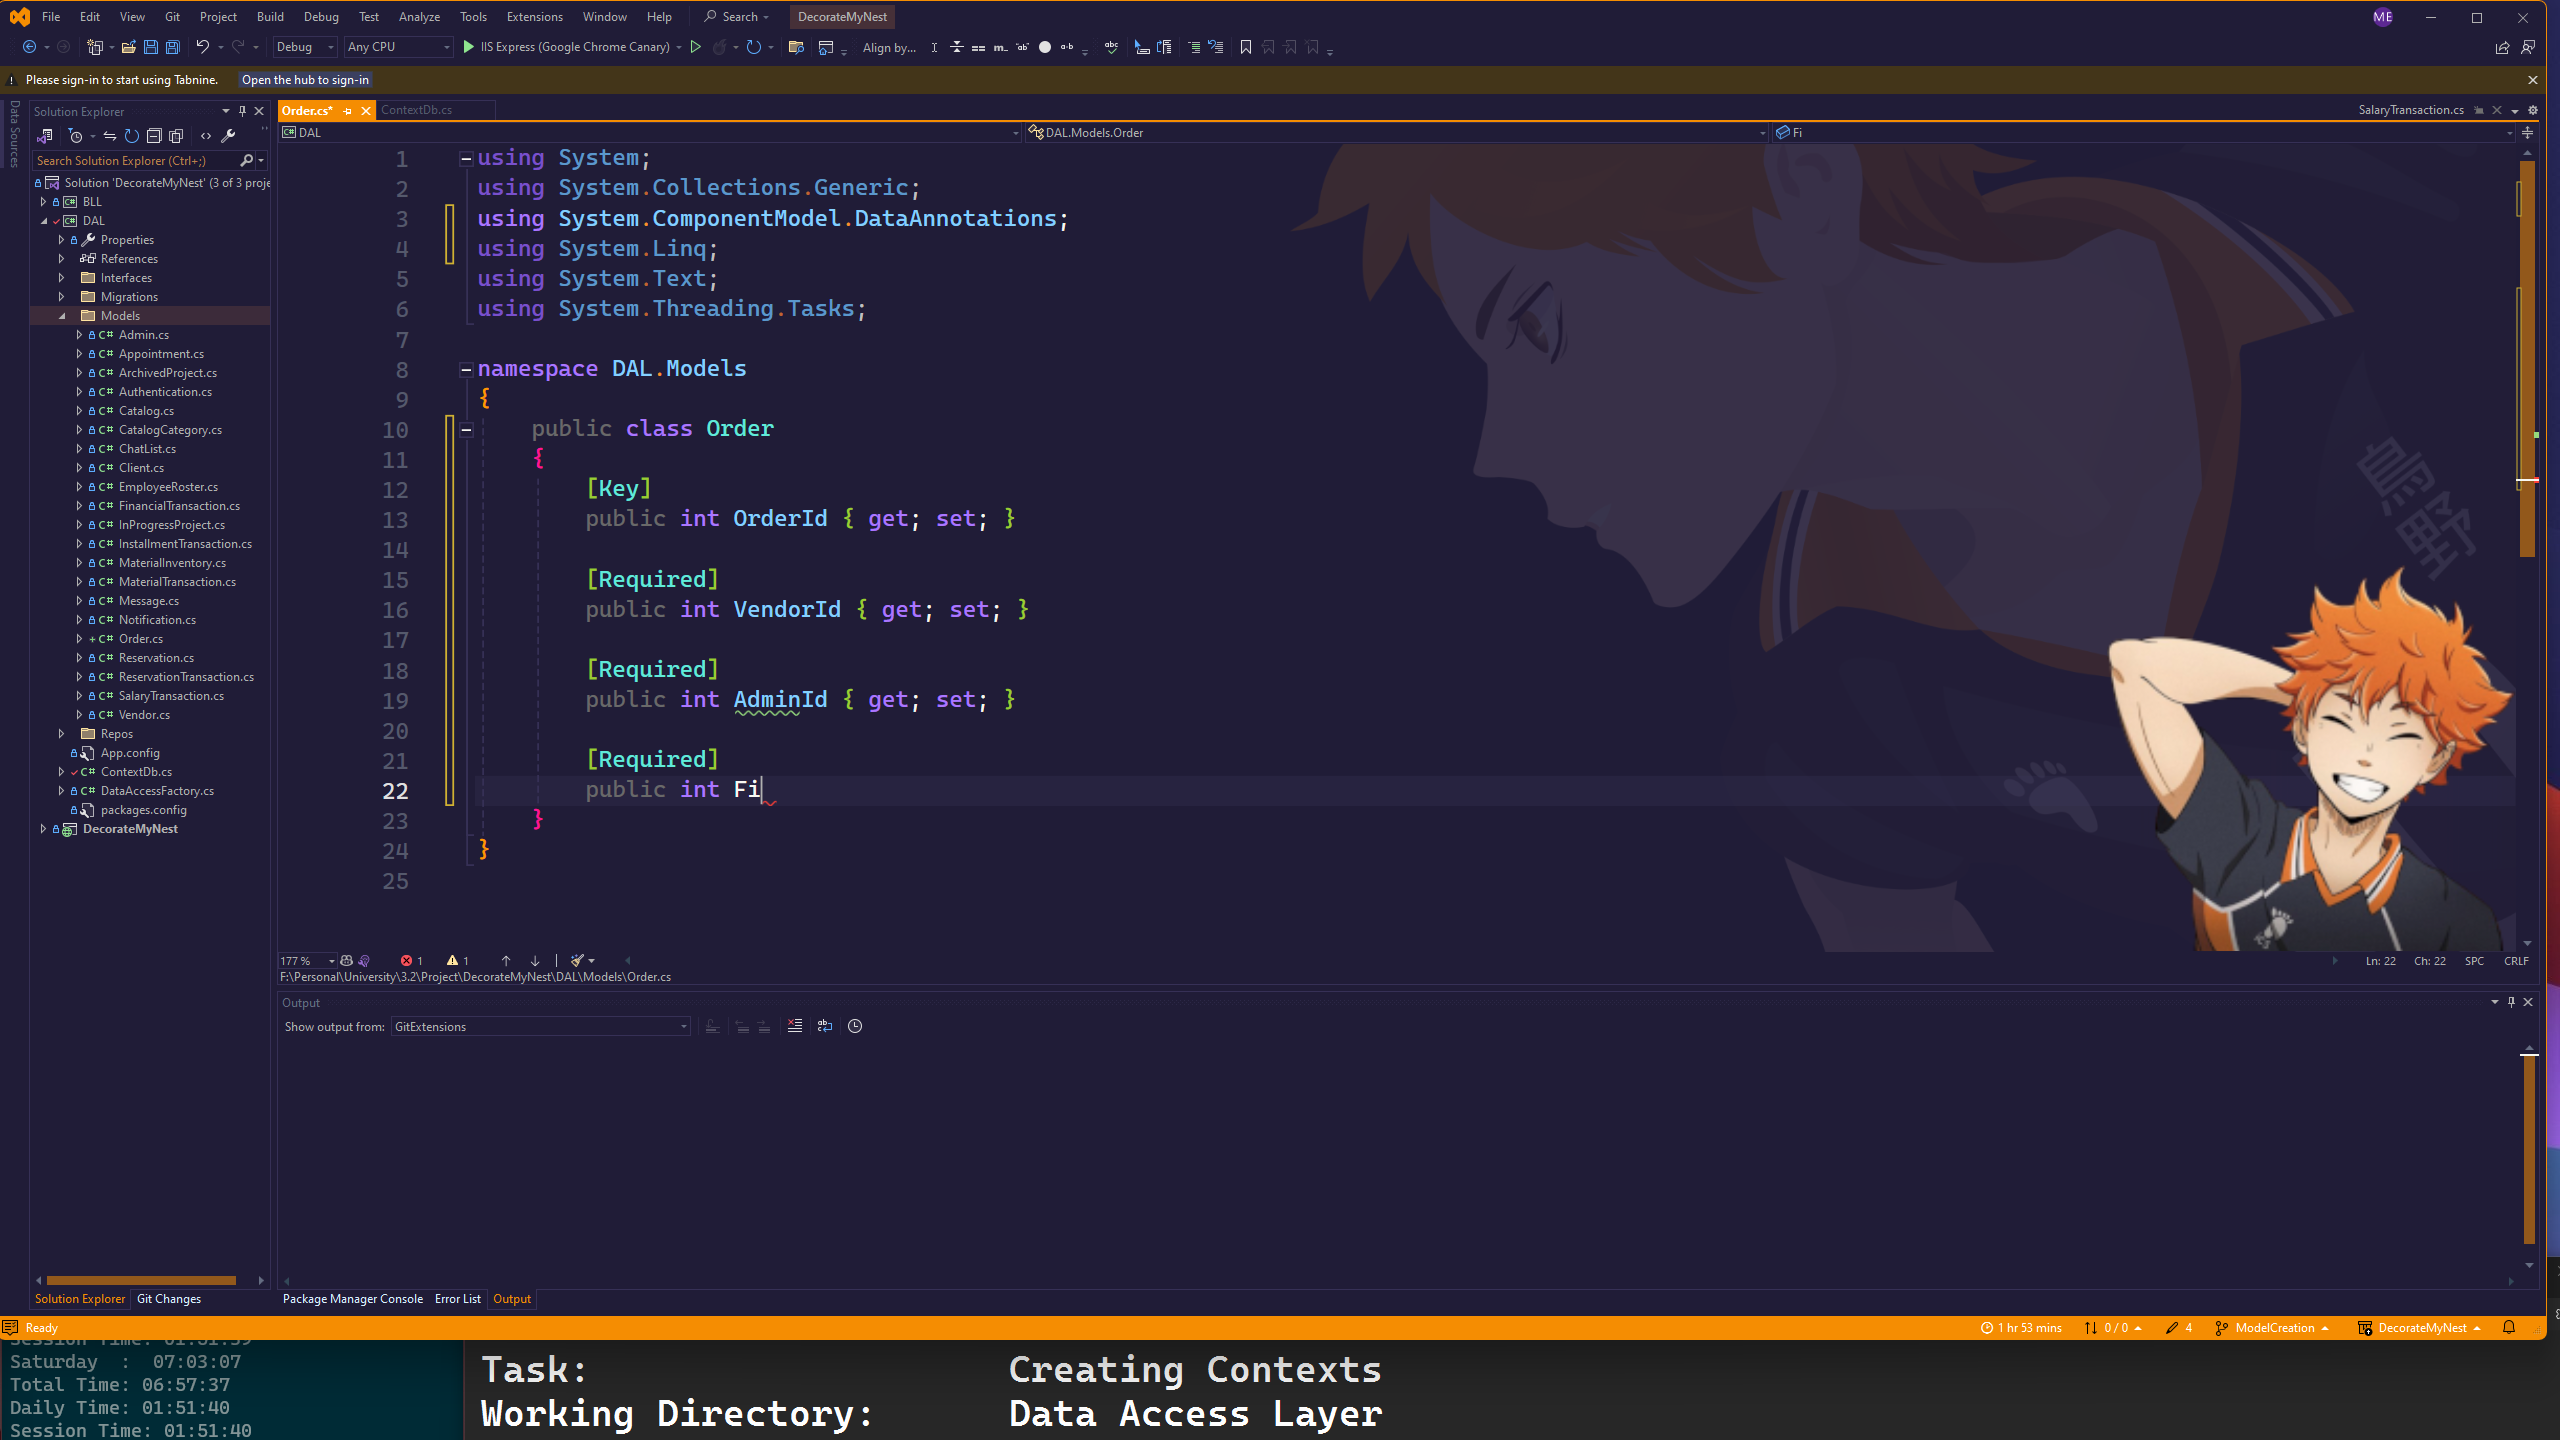 File Edit View Git Project Build Debug Test Analyze Tools Extensions Window Help Search DecorateMyNest ME
Debug Any CPU IIS Express (Google Chrome Canary) Align by...
Please sign-in to start using Tabnine. Open the hub to sign-in
Data Sources
Solution Explorer
Search Solution Explorer (Ctrl+;)
Solution 'DecorateMyNest' (3 of 3 proje
BLL
DAL
Properties
References
Interfaces
Migrations
Models
Admin.cs
Appointment.cs
ArchivedProject.cs
Authentication.cs
Catalog.cs
CatalogCategory.cs
ChatList.cs
Client.cs
EmployeeRoster.cs
FinancialTransaction.cs
InProgressProject.cs
InstallmentTransaction.cs
MaterialInventory.cs
MaterialTransaction.cs
Message.cs
Notification.cs
Order.cs
Reservation.cs
ReservationTransaction.cs
SalaryTransaction.cs
Vendor.cs
Repos
App.config
ContextDb.cs
DataAccessFactory.cs
packages.config
DecorateMyNest
Solution Explorer Git Changes
Order.cs* ContextDb.cs SalaryTransaction.cs
DAL DAL.Models.Order Fi
1 using System;
2 using System.Collections.Generic;
3 using System.ComponentModel.DataAnnotations;
4 using System.Linq;
5 using System.Text;
6 using System.Threading.Tasks;
7
8 namespace DAL.Models
9 {
10 public class Order
11 {
12 [Key]
13 public int OrderId { get; set; }
14
15 [Required]
16 public int VendorId { get; set; }
17
18 [Required]
19 public int AdminId { get; set; }
20
21 [Required]
22 public int Fi
23 }
24 }
25
烏野
177 % 1 1 Ln: 22 Ch: 22 SPC CRLF
F:\Personal\University\3.2\Project\DecorateMyNest\DAL\Models\Order.cs
Output
Show output from: GitExtensions
Package Manager Console Error List Output
Ready 1 hr 53 mins 0 / 0 4 ModelCreation DecorateMyNest
Session Time: 01:51:39
Saturday : 07:03:07
Total Time: 06:57:37
Daily Time: 01:51:40
Session Time: 01:51:40
Task: Creating Contexts
Working Directory: Data Access Layer